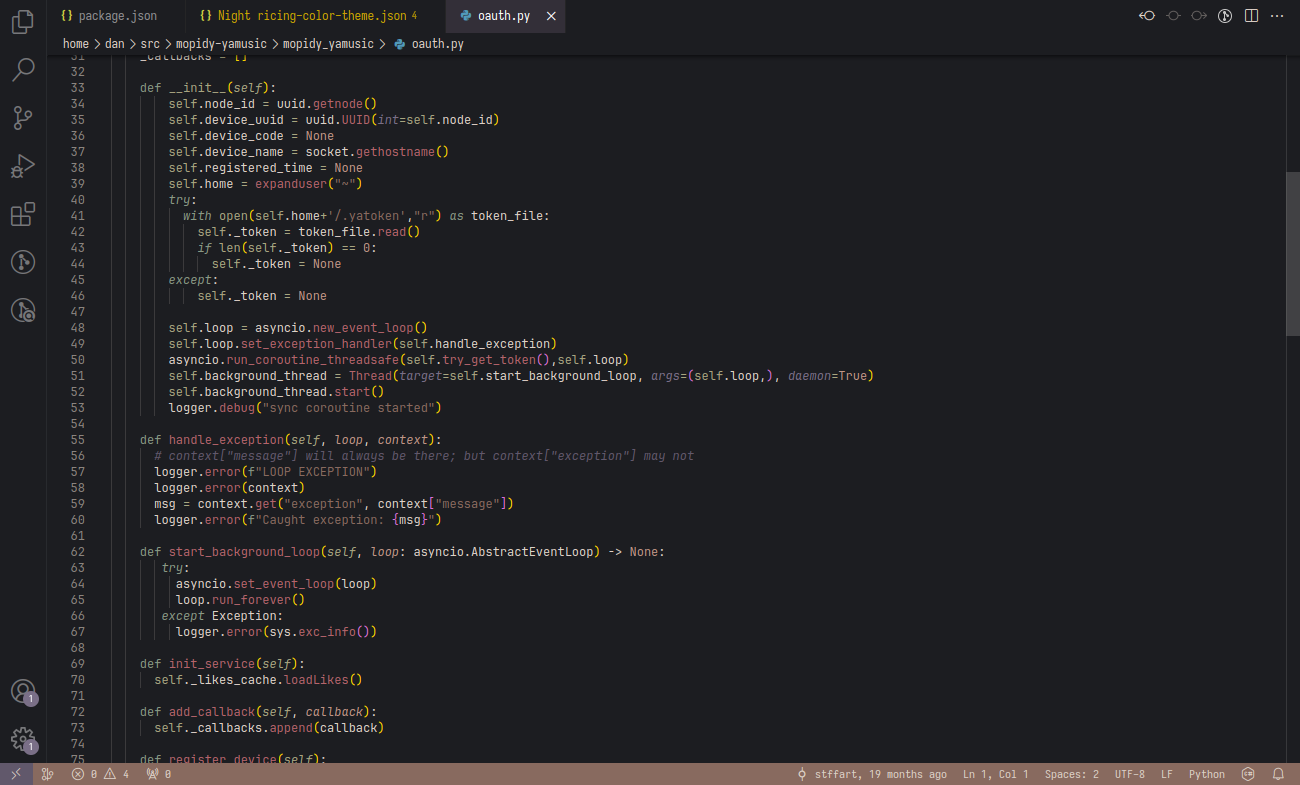 package.json
Night ricing-color-theme.json 4
oauth.py
home > dan > src > mopidy-yamusic > mopidy_yamusic > oauth.py
31 _callbacks = []
32
33 def __init__(self):
34 self.node_id = uuid.getnode()
35 self.device_uuid = uuid.UUID(int=self.node_id)
36 self.device_code = None
37 self.device_name = socket.gethostname()
38 self.registered_time = None
39 self.home = expanduser("~")
40 try:
41 with open(self.home+'/.yatoken',"r") as token_file:
42 self._token = token_file.read()
43 if len(self._token) == 0:
44 self._token = None
45 except:
46 self._token = None
47
48 self.loop = asyncio.new_event_loop()
49 self.loop.set_exception_handler(self.handle_exception)
50 asyncio.run_coroutine_threadsafe(self.try_get_token(),self.loop)
51 self.background_thread = Thread(target=self.start_background_loop, args=(self.loop,), daemon=True)
52 self.background_thread.start()
53 logger.debug("sync coroutine started")
54
55 def handle_exception(self, loop, context):
56 # context["message"] will always be there; but context["exception"] may not
57 logger.error(f"LOOP EXCEPTION")
58 logger.error(context)
59 msg = context.get("exception", context["message"])
60 logger.error(f"Caught exception: {msg}")
61
62 def start_background_loop(self, loop: asyncio.AbstractEventLoop) -> None:
63 try:
64 asyncio.set_event_loop(loop)
65 loop.run_forever()
66 except Exception:
67 logger.error(sys.exc_info())
68
69 def init_service(self):
70 self._likes_cache.loadLikes()
71
72 def add_callback(self, callback):
73 self._callbacks.append(callback)
74
75 def register_device(self):
1
1
0 4 0 stffart, 19 months ago Ln 1, Col 1 Spaces: 2 UTF-8 LF Python